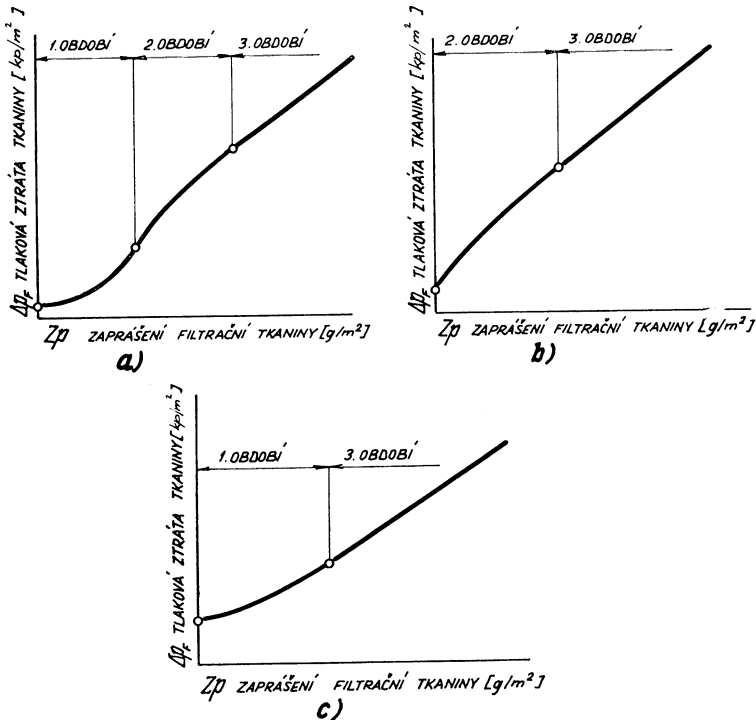 Δp_F TLAKOVÁ ZTRÁTA TKANINY [kp/m²]
1.OBDOBÍ 2.OBDOBÍ 3.OBDOBÍ
Zp ZAPRÁŠENÍ FILTRAČNÍ TKANINY [g/m²]
a)
Δp_F TLAKOVÁ ZTRÁTA TKANINY [kp/m²]
2.OBDOBÍ 3.OBDOBÍ
Zp ZAPRÁŠENÍ FILTRAČNÍ TKANINY [g/m²]
b)
Δp_F TLAKOVÁ ZTRÁTA TKANINY [kp/m²]
1.OBDOBÍ 3.OBDOBÍ
Zp ZAPRÁŠENÍ FILTRAČNÍ TKANINY [g/m²]
c)